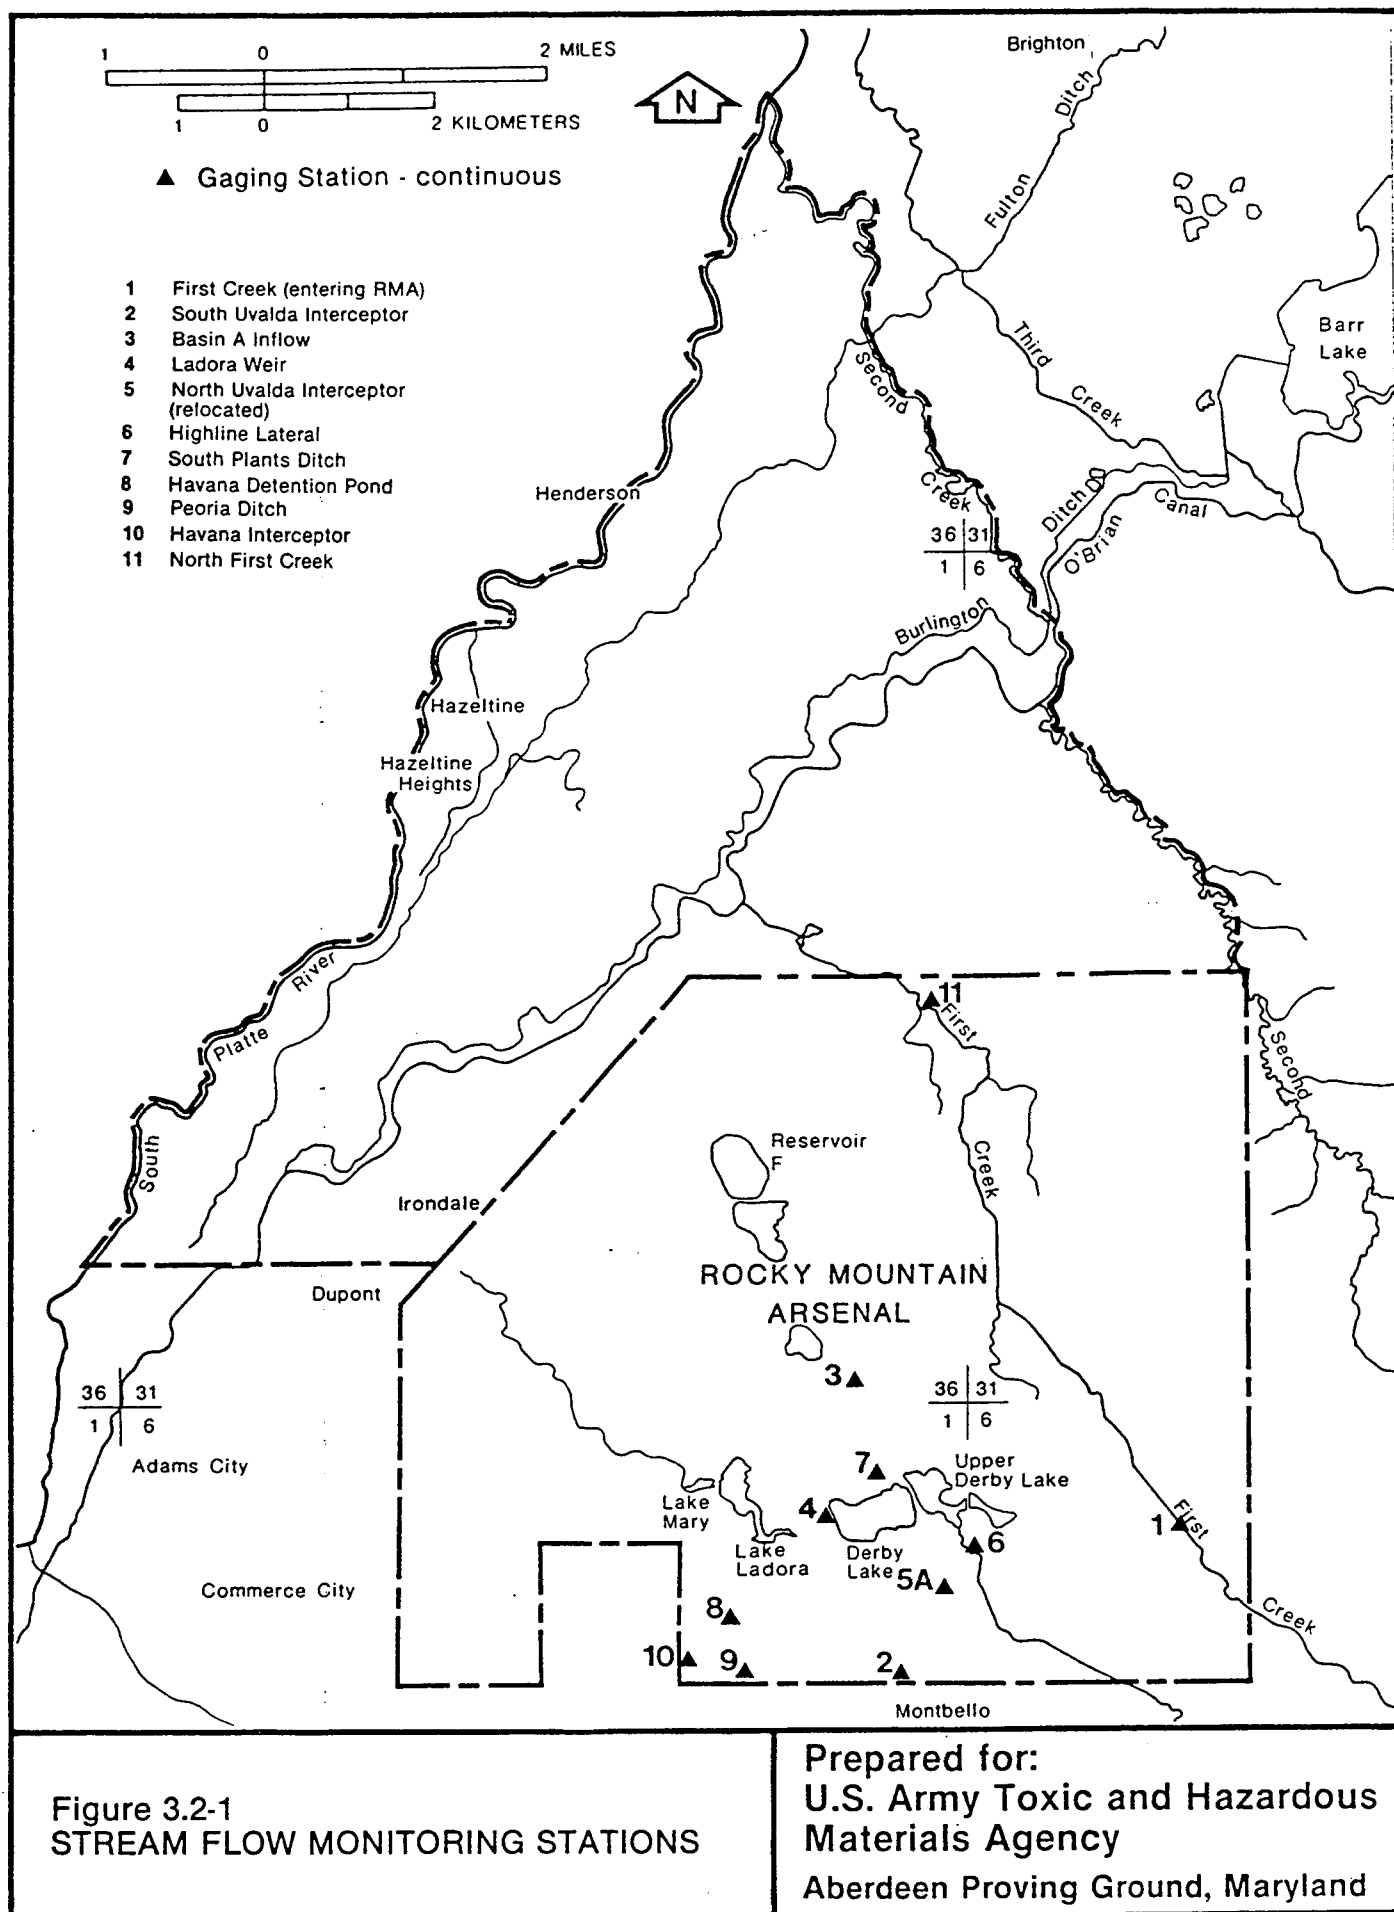 1 0 2 MILES
1 0 2 KILOMETERS
N
▲ Gaging Station - continuous
1 First Creek (entering RMA)
2 South Uvalda Interceptor
3 Basin A Inflow
4 Ladora Weir
5 North Uvalda Interceptor
(relocated)
6 Highline Lateral
7 South Plants Ditch
8 Havana Detention Pond
9 Peoria Ditch
10 Havana Interceptor
11 North First Creek
Brighton
Fulton Ditch
Barr
Lake
Third Creek
Second Creek
Henderson
36 31
1 6
Ditch
O'Brian Canal
Burlington
Hazeltine
Hazeltine
Heights
South Platte River
11
First
Creek
Second
Reservoir
F
Irondale
ROCKY MOUNTAIN
ARSENAL
Dupont
3
36 31
1 6
36 31
1 6
Adams City
7
Upper
Derby Lake
Lake
Mary
4
1
First
Creek
6
Lake
Ladora
Derby
Lake
5A
Commerce City
8
10
9
2
Montbello
Figure 3.2-1
STREAM FLOW MONITORING STATIONS
Prepared for:
U.S. Army Toxic and Hazardous
Materials Agency
Aberdeen Proving Ground, Maryland